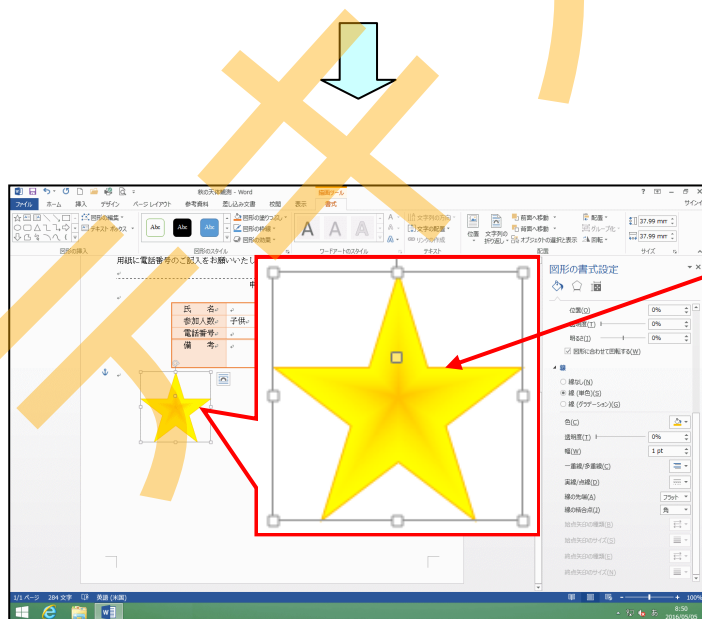 秋の天体観測 - Word
描画ツール
ファイル ホーム 挿入 デザイン ページ レイアウト 参考資料 差し込み文書 校閲 表示 書式
サインイ
図形の編集
テキスト ボックス
Abc Abc Abc
図形の塗りつぶし
図形の枠線
図形の効果
A A A
文字列の方向
文字の配置
リンクの作成
位置 文字列の折り返し
前面へ移動
背面へ移動
オブジェクトの選択と表示
配置
グループ化
回転
37.99 mm
37.99 mm
図形の挿入 図形のスタイル ワードアートのスタイル テキスト 配置 サイズ
用紙に電話番号のご記入をお願いいたし
氏 名
参加人数 子供
電話番号
備 考
図形の書式設定
位置(O) 0%
透明度(T) 0%
明るさ(I) 0%
図形に合わせて回転する(W)
線
線なし(N)
線 (単色)(S)
線 (グラデーション)(G)
色(C)
透明度(T) 0%
幅(W) 1 pt
一重線/多重線(C)
実線/点線(D)
線の先端(A) フラット
線の結合点(J) 角
始点矢印の種類(B)
始点矢印のサイズ(S)
終点矢印の種類(E)
終点矢印のサイズ(N)
1/1 ページ 284 文字 英語 (米国)
100%
8:50
2016/05/05